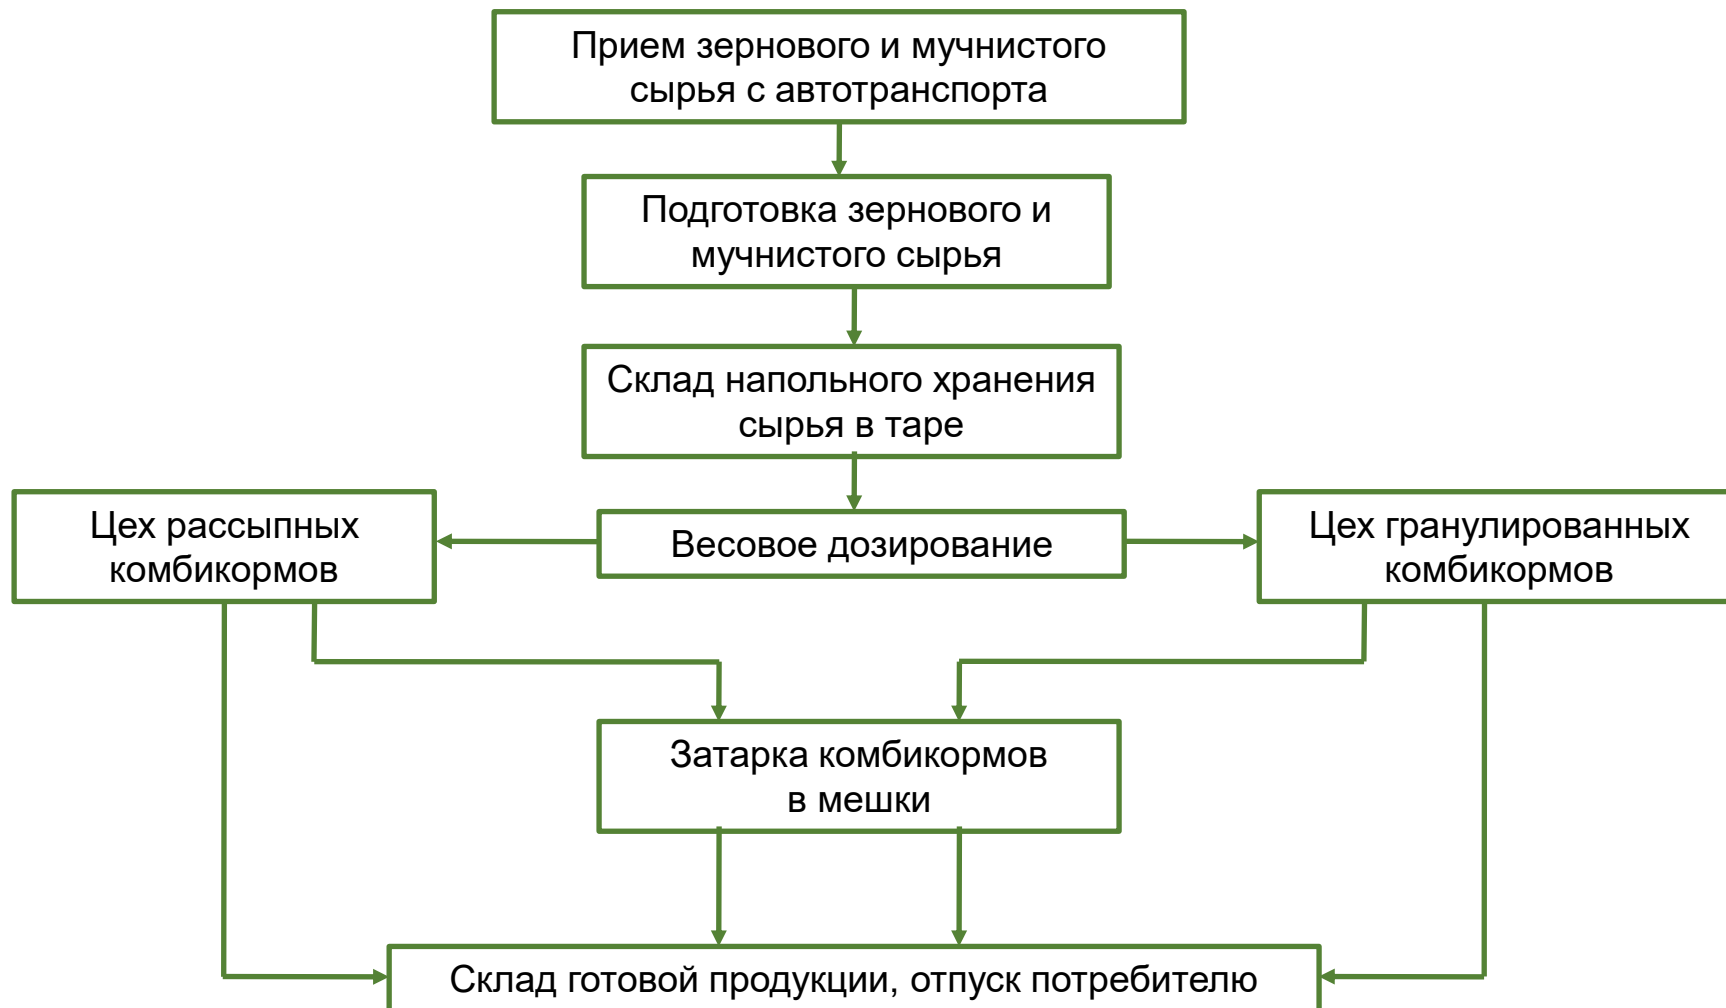 Прием зернового и мучнистого
сырья с автотранспорта
Подготовка зернового и
мучнистого сырья
Склад напольного хранения
сырья в таре
Цех рассыпных
комбикормов
Весовое дозирование
Цех гранулированных
комбикормов
Затарка комбикормов
в мешки
Склад готовой продукции, отпуск потребителю